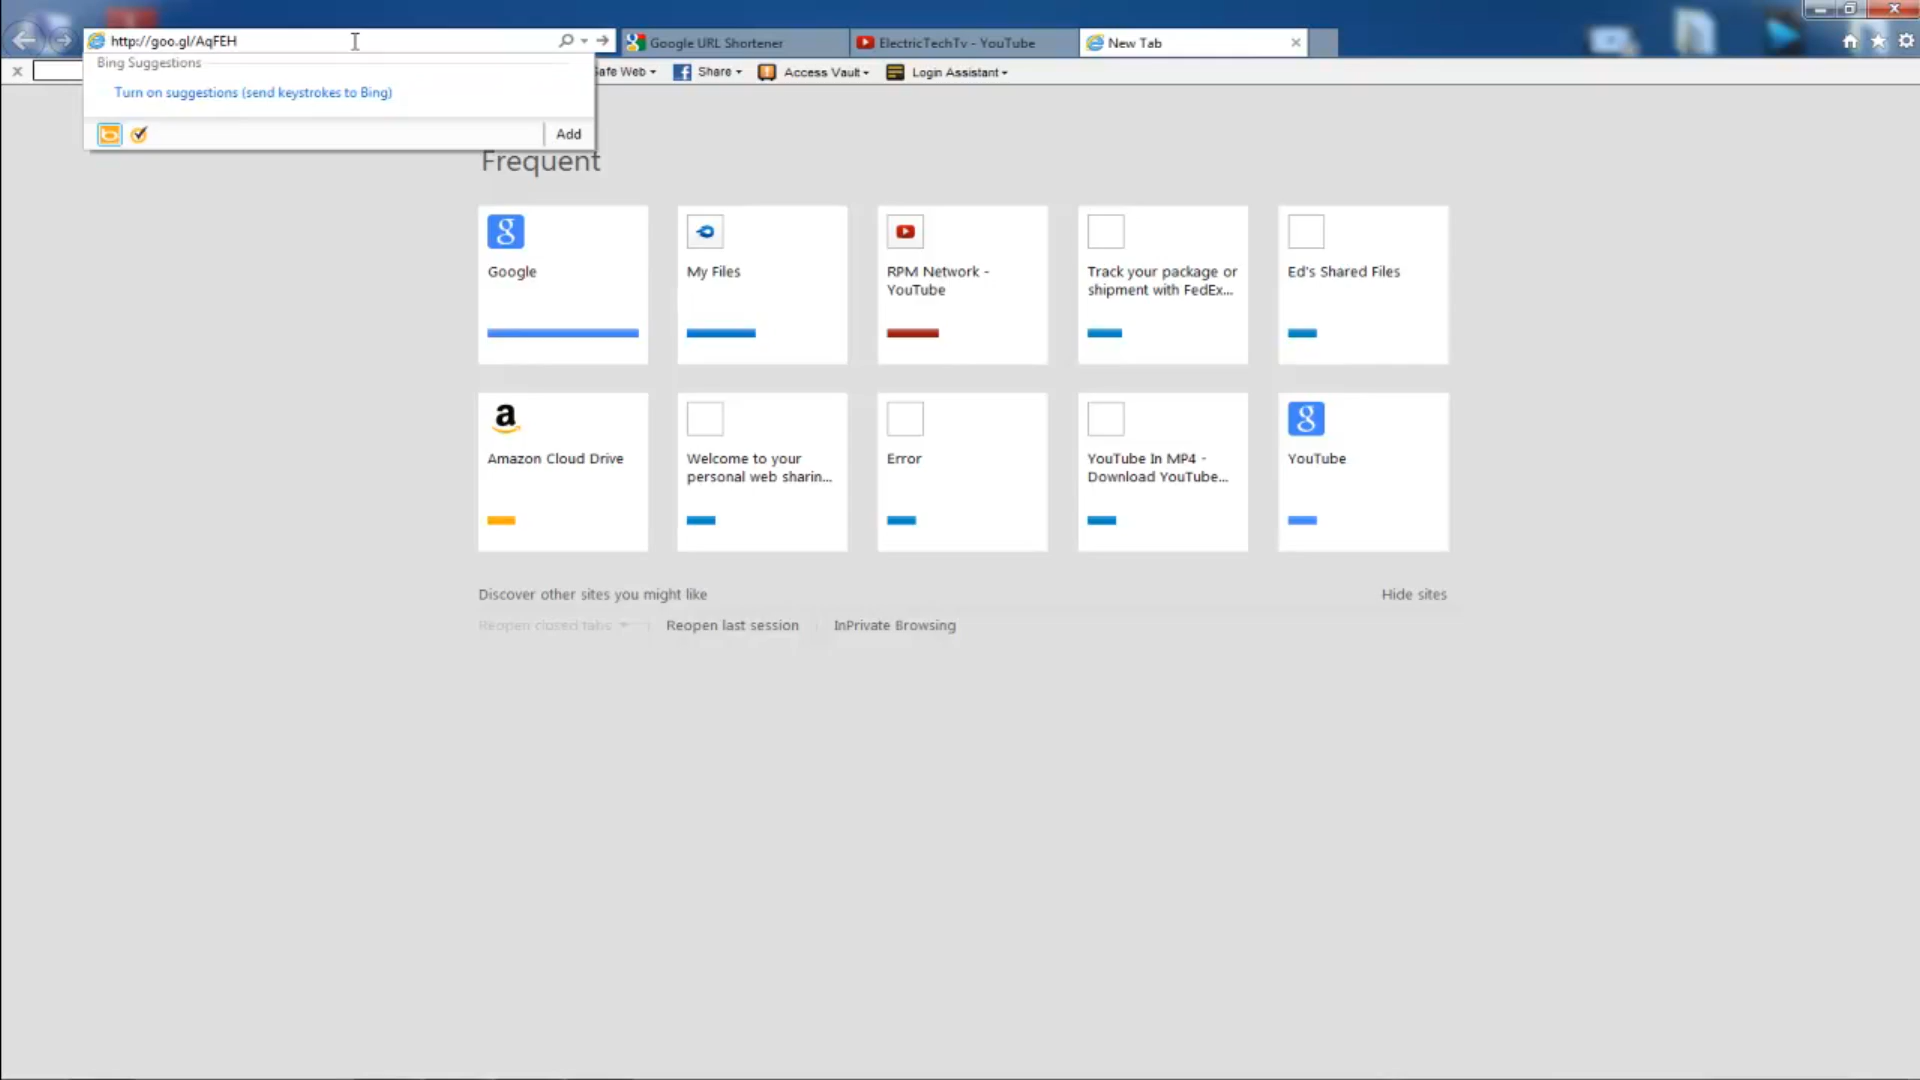 http://goo.gl/AqFEH
Google URL Shortener
ElectricTechTv - YouTube
New Tab
Bing Suggestions
Turn on suggestions (send keystrokes to Bing)
Add
afe Web
Share
Access Vault
Login Assistant
Frequent
g
Google
My Files
RPM Network -
YouTube
Track your package or
shipment with FedEx...
Ed's Shared Files
a
Amazon Cloud Drive
Welcome to your
personal web sharin...
Error
YouTube In MP4 -
Download YouTube...
g
YouTube
Discover other sites you might like
Hide sites
Reopen closed tabs
Reopen last session
InPrivate Browsing